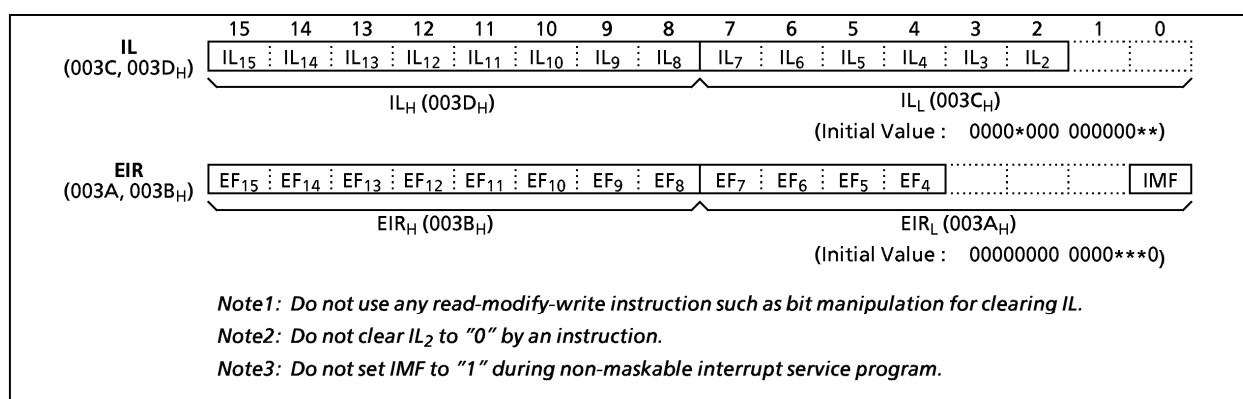 15 14 13 12 11 10 9 8 7 6 5 4 3 2 1 0
IL
(003C, 003DH)
IL15 IL14 IL13 IL12 IL11 IL10 IL9 IL8 IL7 IL6 IL5 IL4 IL3 IL2
ILH (003DH) ILL (003CH)
(Initial Value : 0000*000 000000**)
EIR
(003A, 003BH)
EF15 EF14 EF13 EF12 EF11 EF10 EF9 EF8 EF7 EF6 EF5 EF4 IMF
EIRH (003BH) EIRL (003AH)
(Initial Value : 00000000 0000***0)
Note1: Do not use any read-modify-write instruction such as bit manipulation for clearing IL.
Note2: Do not clear IL2 to "0" by an instruction.
Note3: Do not set IMF to "1" during non-maskable interrupt service program.